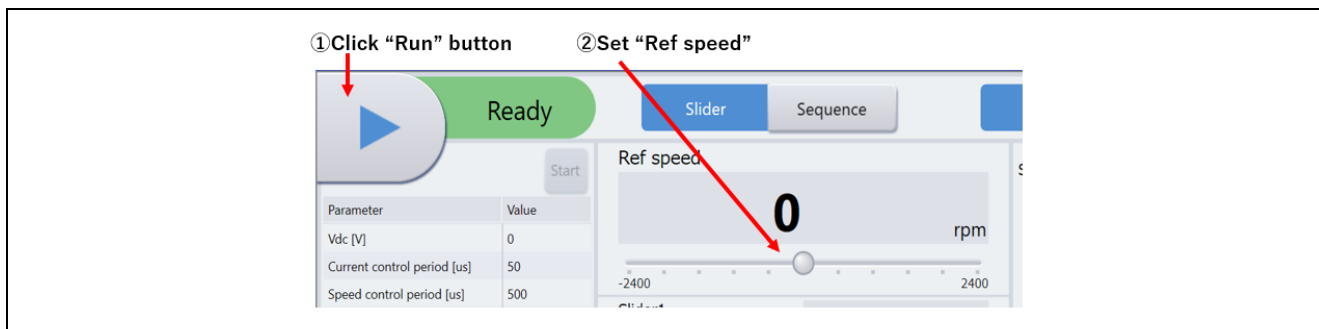 ①Click “Run” button ②Set “Ref speed”
Ready Slider Sequence
Start Ref speed
0
rpm
Parameter Value
Vdc [V] 0
Current control period [us] 50
Speed control period [us] 500
-2400 2400